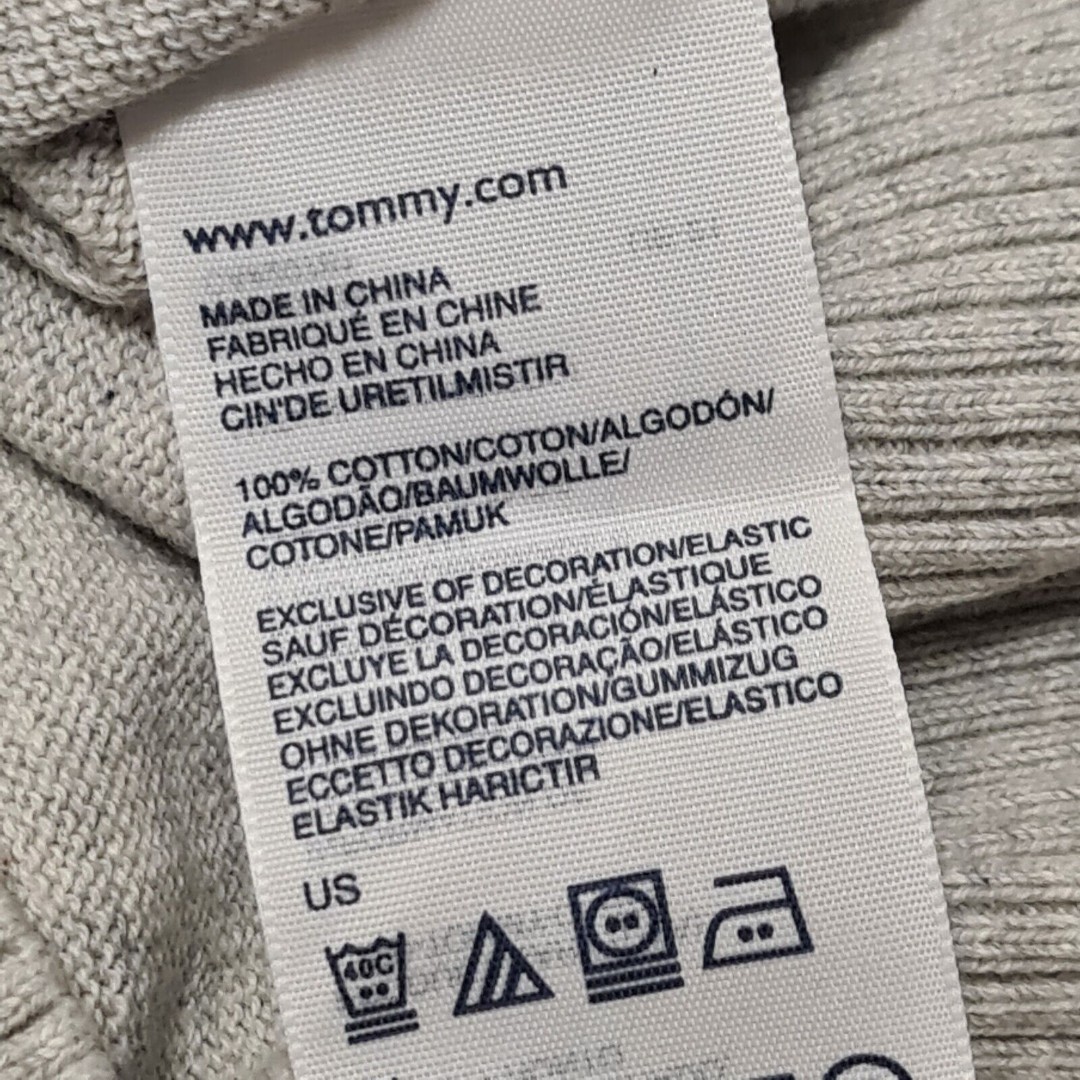 www.tommy.com
MADE IN CHINA
FABRIQUÉ EN CHINE
HECHO EN CHINA
CIN'DE URETILMISTIR
100% COTTON/COTON/ALGODÓN/
ALGODÃO/BAUMWOLLE/
COTONE/PAMUK
EXCLUSIVE OF DECORATION/ELASTIC
SAUF DÉCORATION/ÉLASTIQUE
EXCLUYE LA DECORACIÓN/ELÁSTICO
EXCLUINDO DECORAÇÃO/ELÁSTICO
OHNE DEKORATION/GUMMIZUG
ECCETTO DECORAZIONE/ELASTICO
ELASTIK HARICTIR
US
40C